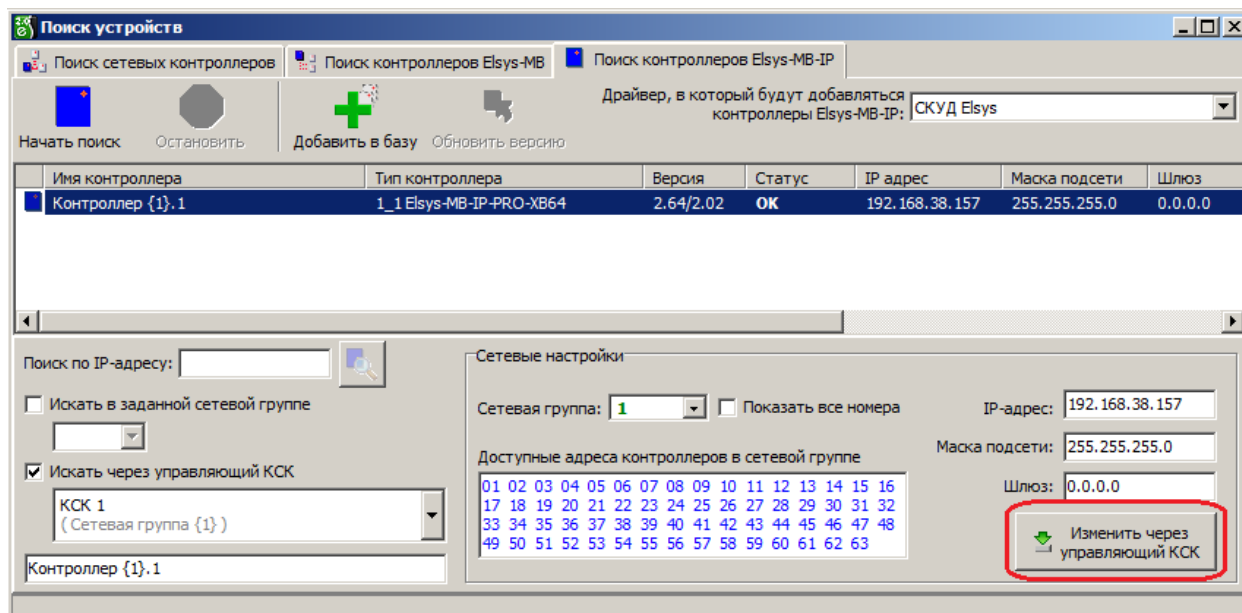 Поиск устройств
Поиск сетевых контроллеров Поиск контроллеров Elsys-MB Поиск контроллеров Elsys-MB-IP
Начать поиск Остановить Добавить в базу Обновить версию
Драйвер, в который будут добавляться
контроллеры Elsys-MB-IP: СКУД Elsys
Имя контроллера Тип контроллера Версия Статус IP адрес Маска подсети Шлюз
Контроллер {1}.1 1_1 Elsys-MB-IP-PRO-XB64 2.64/2.02 OK 192.168.38.157 255.255.255.0 0.0.0.0
Поиск по IP-адресу:
Искать в заданной сетевой группе
Искать через управляющий КСК
КСК 1
( Сетевая группа {1} )
Контроллер {1}.1
Сетевые настройки
Сетевая группа: 1 Показать все номера
Доступные адреса контроллеров в сетевой группе
01 02 03 04 05 06 07 08 09 10 11 12 13 14 15 16
17 18 19 20 21 22 23 24 25 26 27 28 29 30 31 32
33 34 35 36 37 38 39 40 41 42 43 44 45 46 47 48
49 50 51 52 53 54 55 56 57 58 59 60 61 62 63
IP-адрес: 192.168.38.157
Маска подсети: 255.255.255.0
Шлюз: 0.0.0.0
Изменить через
управляющий КСК